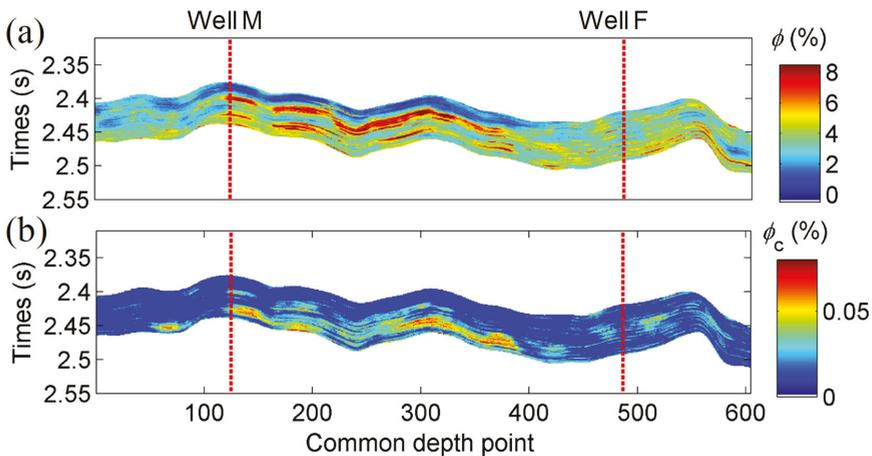 Well M Well F
(a)
ϕ (%)
Times (s)
2.35
2.4
2.45
2.5
2.55
8
6
4
2
0
(b)
ϕc (%)
Times (s)
2.35
2.4
2.45
2.5
2.55
0.05
0
100 200 300 400 500 600
Common depth point